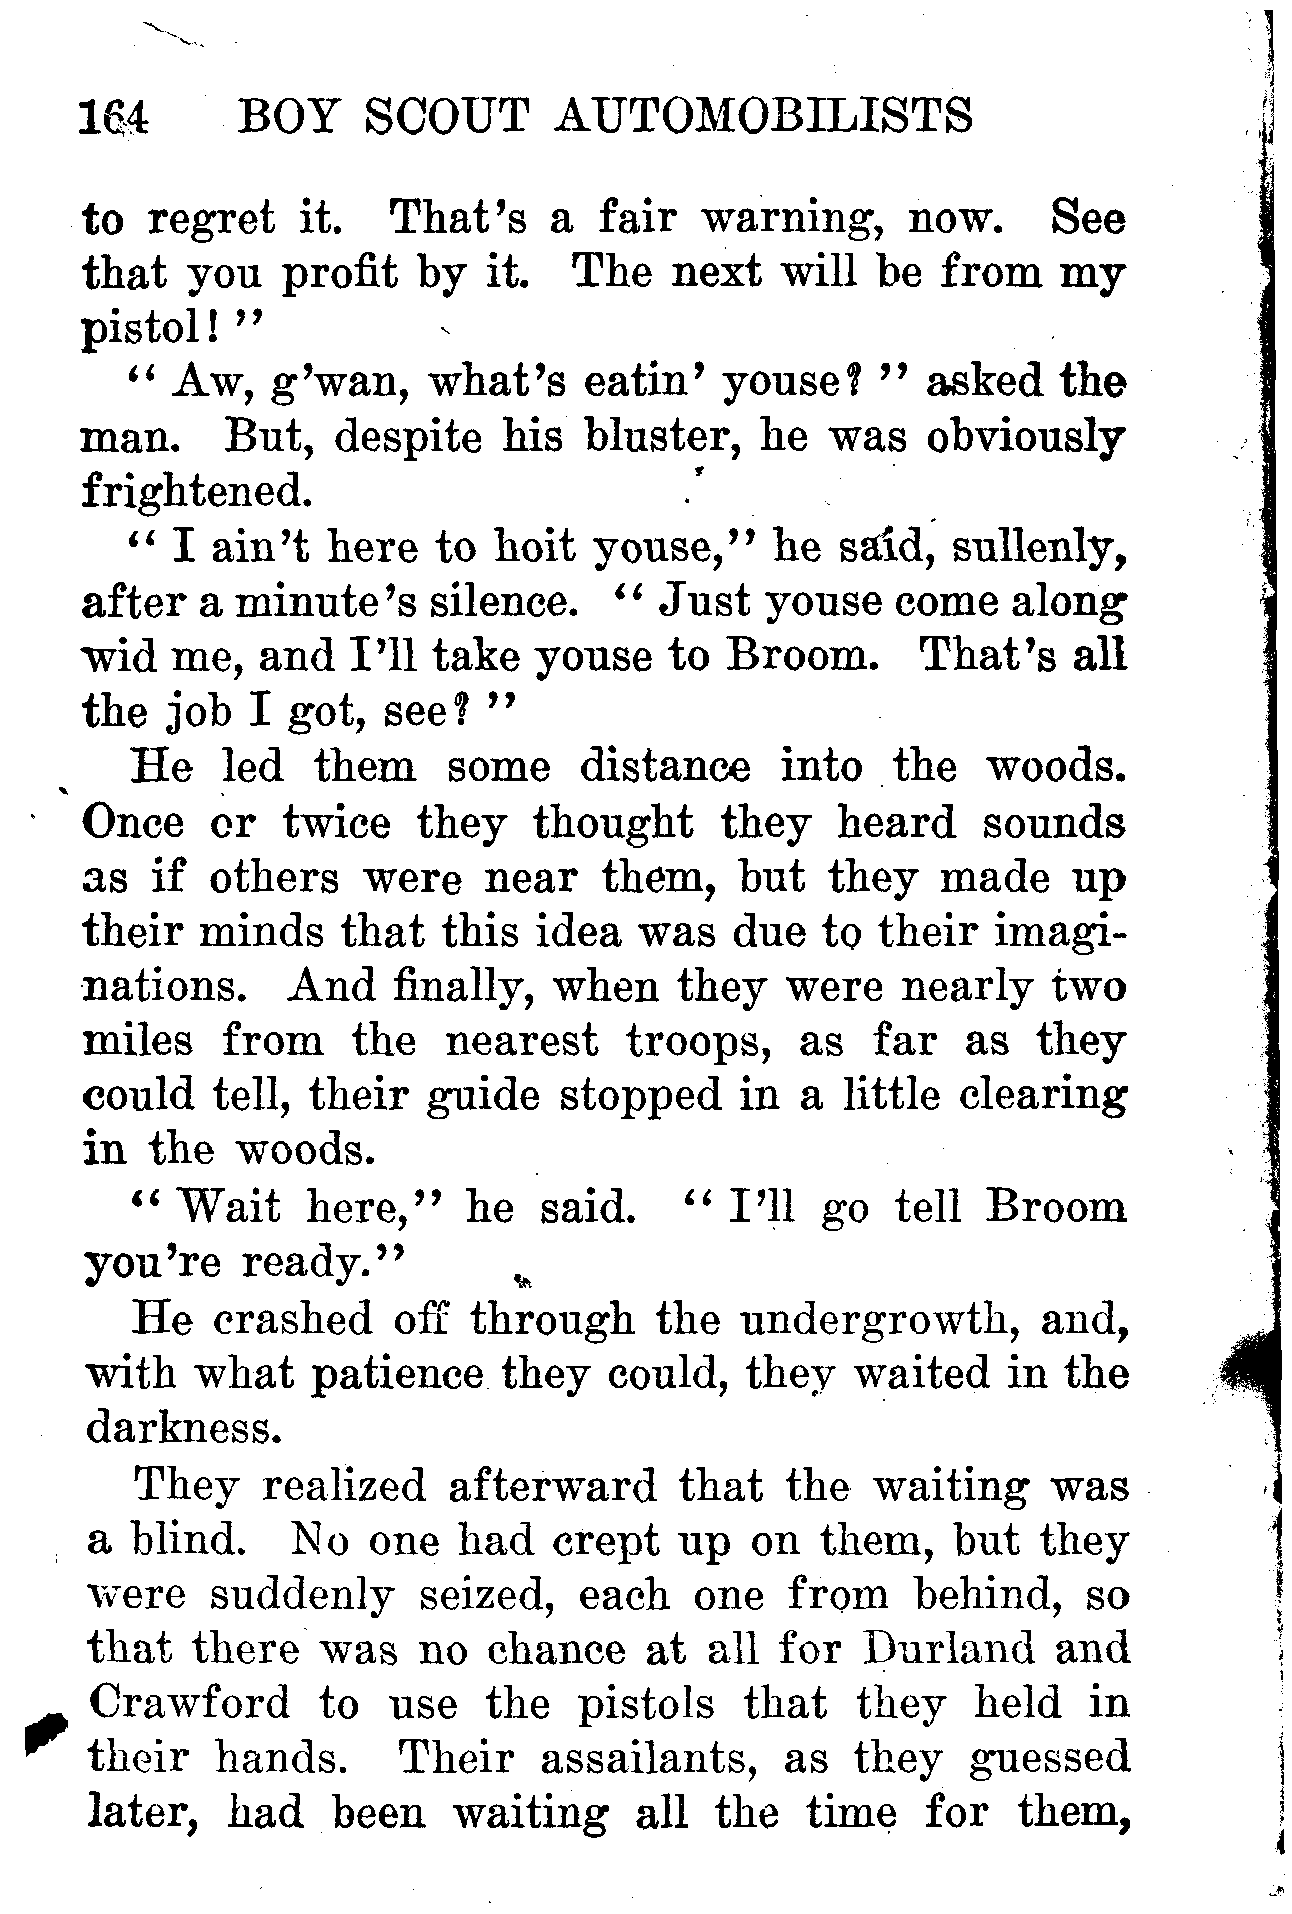 164 BOY SCOUT AUTOMOBILISTS
to regret it. That's a fair warning, now. See
that you profit by it. The next will be from my
pistol! "
" Aw, g'wan, what's eatin' youse? " asked the
man. But, despite his bluster, he was obviously
frightened.
" I ain't here to hoit youse," he said, sullenly,
after a minute's silence. " Just youse come along
wid me, and I'll take youse to Broom. That's all
the job I got, see? "
He led them some distance into the woods.
Once or twice they thought they heard sounds
as if others were near them, but they made up
their minds that this idea was due to their imagi-
nations. And finally, when they were nearly two
miles from the nearest troops, as far as they
could tell, their guide stopped in a little clearing
in the woods.
" Wait here," he said. " I'll go tell Broom
you're ready."
He crashed off through the undergrowth, and,
with what patience they could, they waited in the
darkness.
They realized afterward that the waiting was
a blind. No one had crept up on them, but they
were suddenly seized, each one from behind, so
that there was no chance at all for Durland and
Crawford to use the pistols that they held in
their hands. Their assailants, as they guessed
later, had been waiting all the time for them,